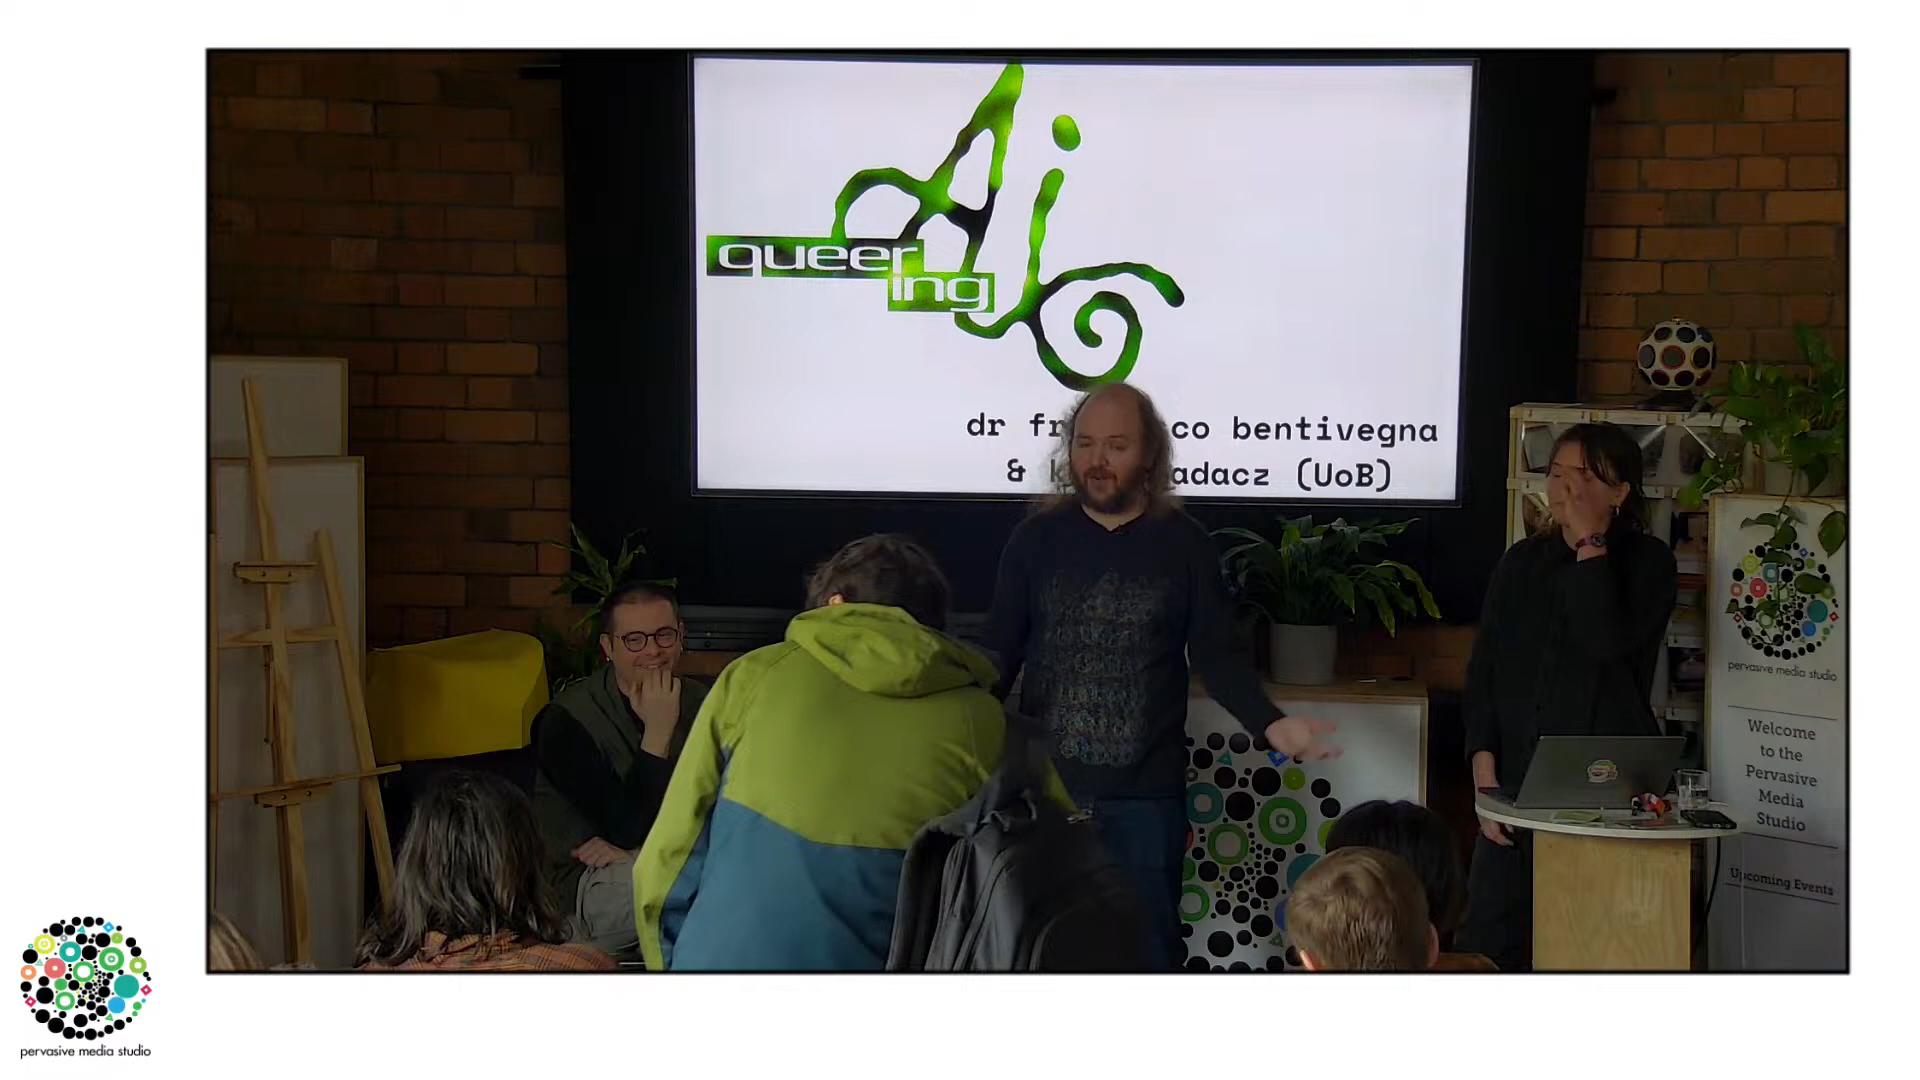 queer
ing
Ai
dr fr co bentivegna
& k adacz (UoB)
pervasive media studio
Welcome
to the
Pervasive
Media
Studio
Upcoming Events
pervasive media studio